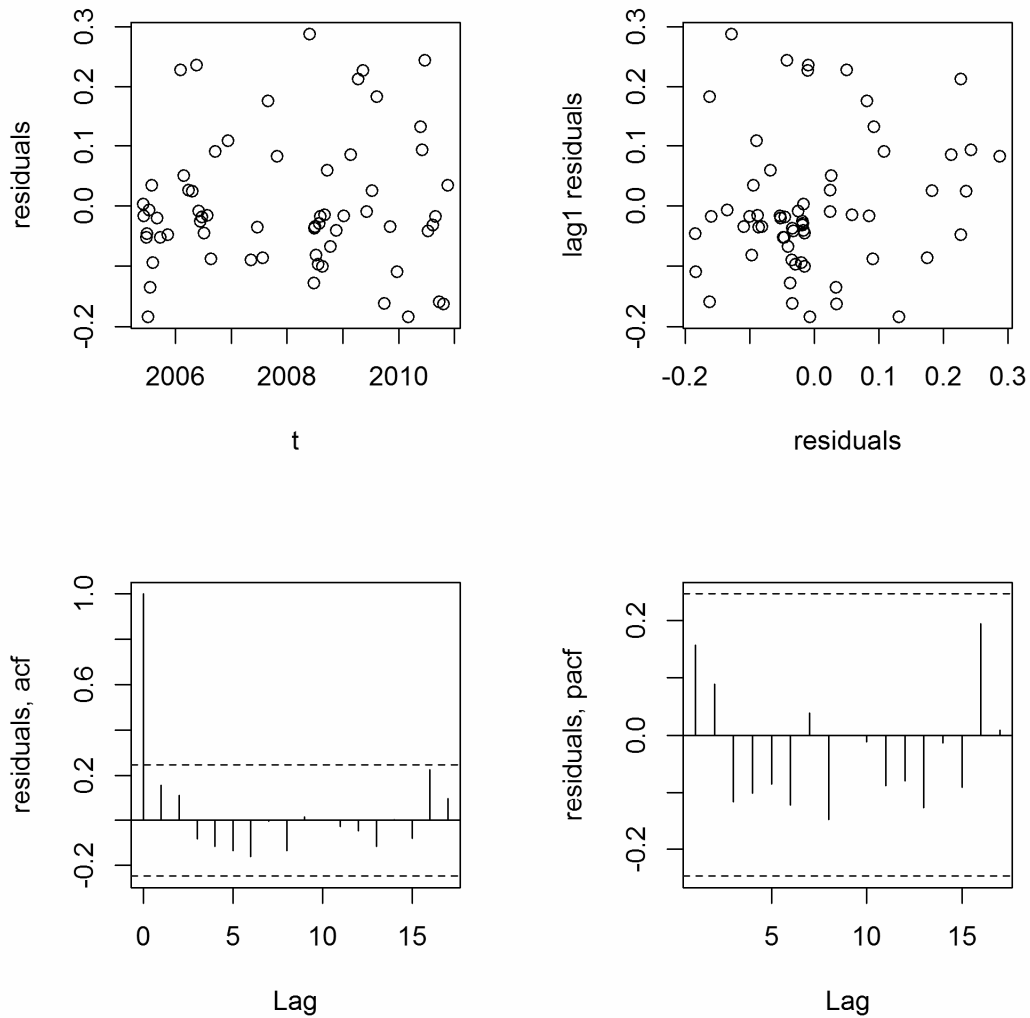 residuals
0.3
0.2
0.1
0.0
-0.2
2006 2008 2010
t
lag1 residuals
0.3
0.2
0.1
0.0
-0.2
-0.2 0.0 0.1 0.2 0.3
residuals
residuals, acf
1.0
0.6
0.2
-0.2
0 5 10 15
Lag
residuals, pacf
0.2
0.0
-0.2
5 10 15
Lag